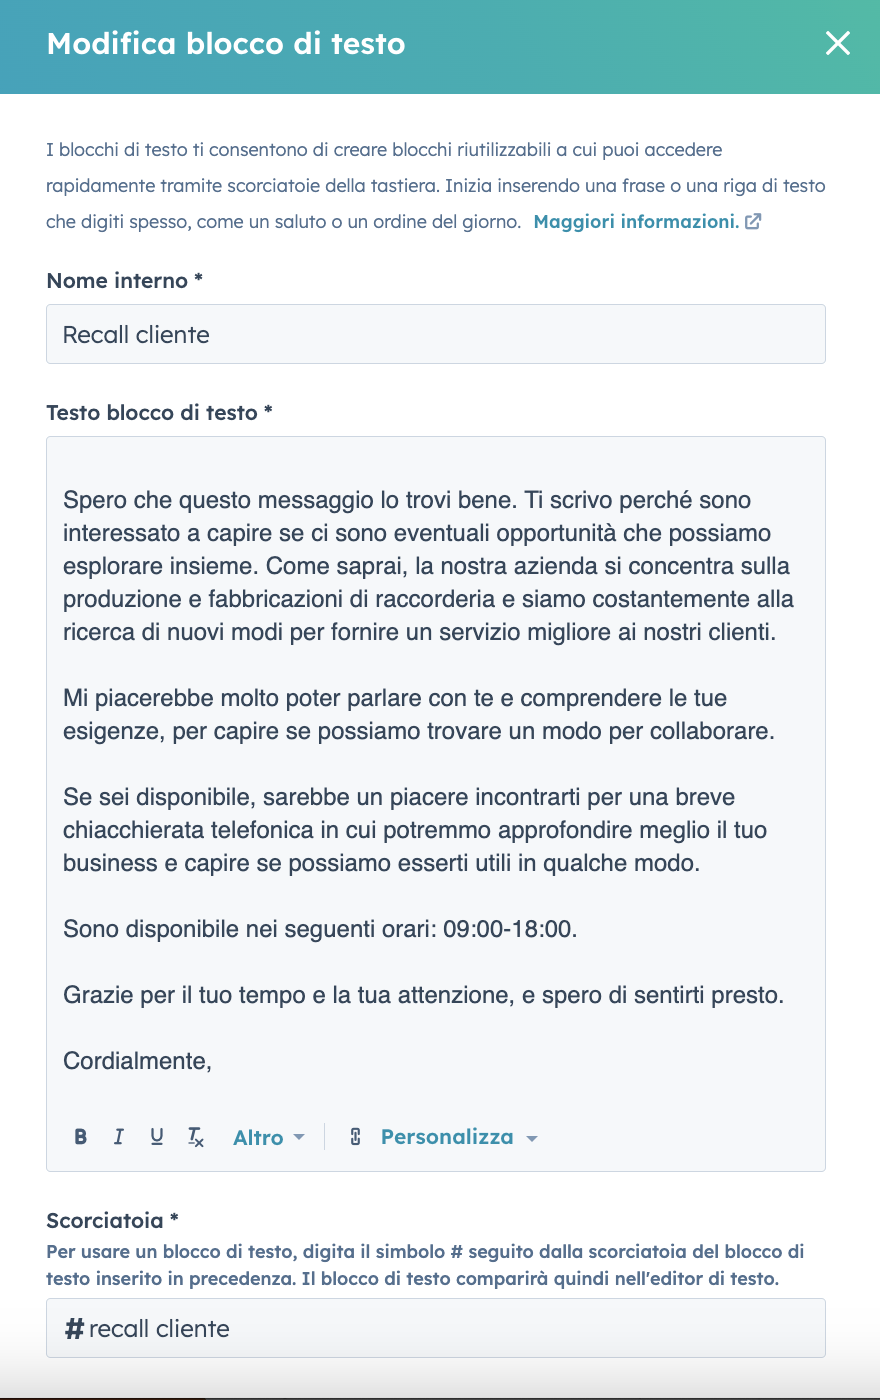 Modifica blocco di testo
I blocchi di testo ti consentono di creare blocchi riutilizzabili a cui puoi accedere
rapidamente tramite scorciatoie della tastiera. Inizia inserendo una frase o una riga di testo
che digiti spesso, come un saluto o un ordine del giorno. Maggiori informazioni.
Nome interno *
Recall cliente
Testo blocco di testo *
Spero che questo messaggio lo trovi bene. Ti scrivo perché sono
interessato a capire se ci sono eventuali opportunità che possiamo
esplorare insieme. Come saprai, la nostra azienda si concentra sulla
produzione e fabbricazioni di raccorderia e siamo costantemente alla
ricerca di nuovi modi per fornire un servizio migliore ai nostri clienti.
Mi piacerebbe molto poter parlare con te e comprendere le tue
esigenze, per capire se possiamo trovare un modo per collaborare.
Se sei disponibile, sarebbe un piacere incontrarti per una breve
chiacchierata telefonica in cui potremmo approfondire meglio il tuo
business e capire se possiamo esserti utili in qualche modo.
Sono disponibile nei seguenti orari: 09:00-18:00.
Grazie per il tuo tempo e la tua attenzione, e spero di sentirti presto.
Cordialmente,
B I U Tx Altro Personalizza
Scorciatoia *
Per usare un blocco di testo, digita il simbolo # seguito dalla scorciatoia del blocco di
testo inserito in precedenza. Il blocco di testo comparirà quindi nell'editor di testo.
# recall cliente